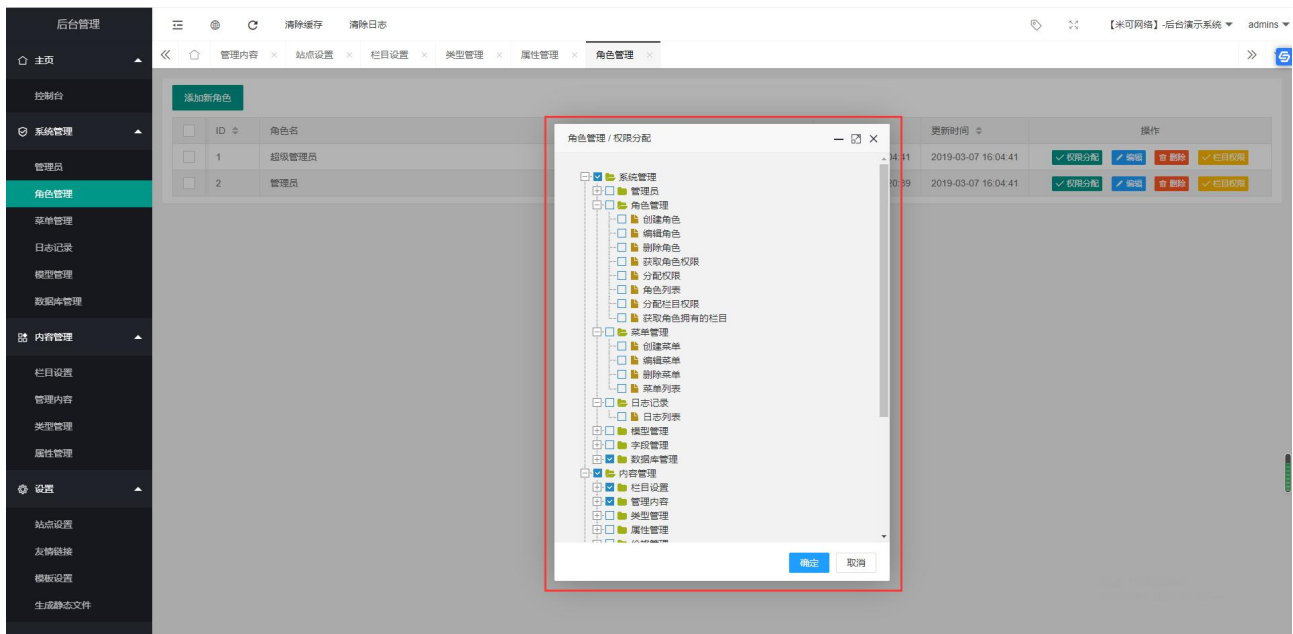 后台管理
清除缓存 清除日志 【米可网络】-后台演示系统 admins
主页
管理内容 站点设置 栏目设置 类型管理 属性管理 角色管理
控制台
系统管理
管理员
角色管理
菜单管理
日志记录
模型管理
数据库管理
内容管理
栏目设置
管理内容
类型管理
属性管理
设置
站点设置
友情链接
模板设置
生成静态文件
添加新角色
ID 角色名 更新时间 操作
1 超级管理员 04:41 2019-03-07 16:04:41 权限分配 编辑 删除 栏目权限
2 管理员 20:39 2019-03-07 16:04:41 权限分配 编辑 删除 栏目权限
角色管理 / 权限分配
系统管理
管理员
角色管理
创建角色
编辑角色
删除角色
获取角色权限
分配权限
角色列表
分配栏目权限
获取角色拥有的栏目
菜单管理
创建菜单
编辑菜单
删除菜单
菜单列表
日志记录
日志列表
模型管理
字段管理
数据库管理
内容管理
栏目设置
管理内容
类型管理
属性管理
确定 取消